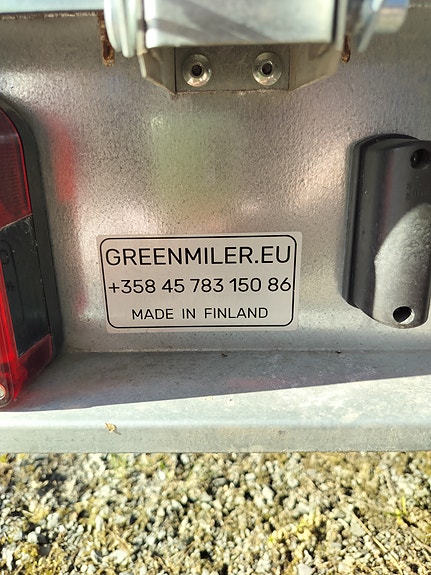 GREENMILER.EU
+358 45 783 150 86
MADE IN FINLAND